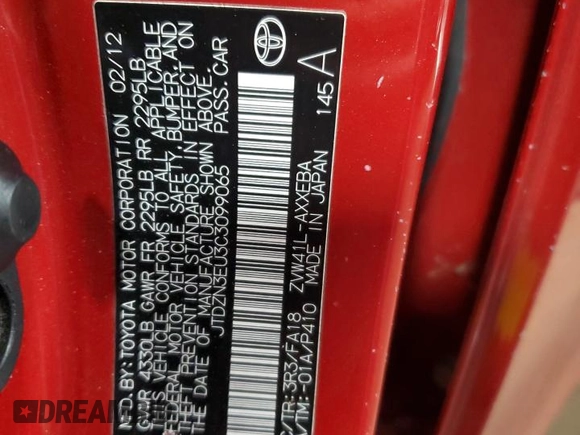 MFD. BY: TOYOTA MOTOR CORPORATION 02/12
GVWR 4330LB GAWR FR 2295LB RR 2295LB
THIS VEHICLE CONFORMS TO ALL APPLICABLE
FEDERAL MOTOR VEHICLE SAFETY, BUMPER, AND
THEFT PREVENTION STANDARDS IN EFFECT ON
THE DATE OF MANUFACTURE SHOWN ABOVE.
JTDZN3EU3C3099065 PASS. CAR
C/TR: 3R3/FA18 ZVW41L-AXXEBA
A/TM: -01A/P410 MADE IN JAPAN 145 A
DREAM